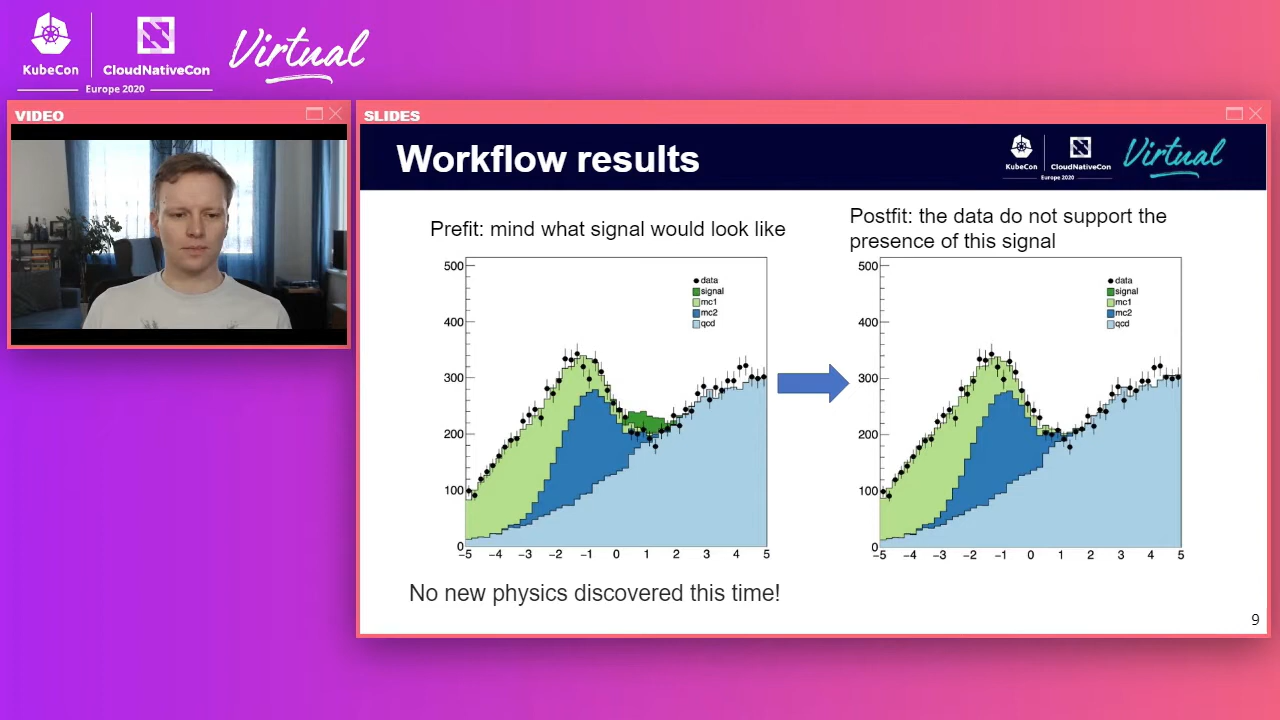 KubeCon
CloudNativeCon
Virtual
Europe 2020
VIDEO
SLIDES
Workflow results
KubeCon
CloudNativeCon
Virtual
Europe 2020
Prefit: mind what signal would look like
Postfit: the data do not support the
presence of this signal
500
400
300
200
100
0
−5 −4 −3 −2 −1 0 1 2 3 4 5
data
signal
mc1
mc2
qcd
500
400
300
200
100
0
−5 −4 −3 −2 −1 0 1 2 3 4 5
data
signal
mc1
mc2
qcd
No new physics discovered this time!
9